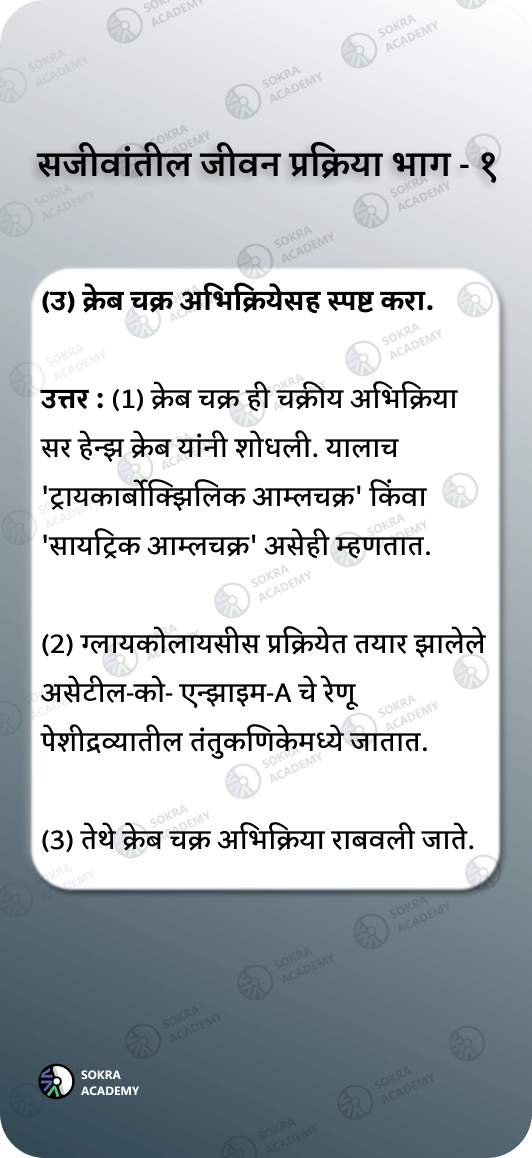 सजीवांतील जीवन प्रक्रिया भाग - १
(उ) क्रेब चक्र अभिक्रियेसह स्पष्ट करा.
उत्तर : (1) क्रेब चक्र ही चक्रीय अभिक्रिया
सर हेन्झ क्रेब यांनी शोधली. यालाच
'ट्रायकार्बोक्झिलिक आम्लचक्र' किंवा
'सायट्रिक आम्लचक्र' असेही म्हणतात.
(2) ग्लायकोलायसीस प्रक्रियेत तयार झालेले
असेटील-को- एन्झाइम-A चे रेणू
पेशीद्रव्यातील तंतुकणिकेमध्ये जातात.
(3) तेथे क्रेब चक्र अभिक्रिया राबवली जाते.
SOKRA
ACADEMY